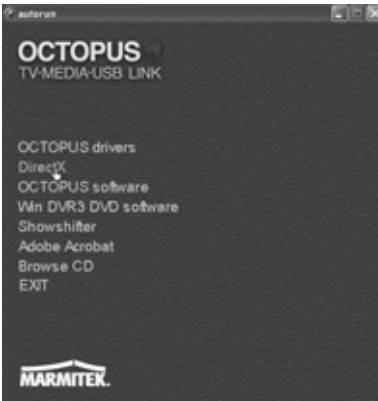 autorun
OCTOPUS
TV-MEDIA-USB LINK
OCTOPUS drivers
DirectX
OCTOPUS software
Win DVR3 DVD software
Showshifter
Adobe Acrobat
Browse CD
EXIT
MARMITEK.